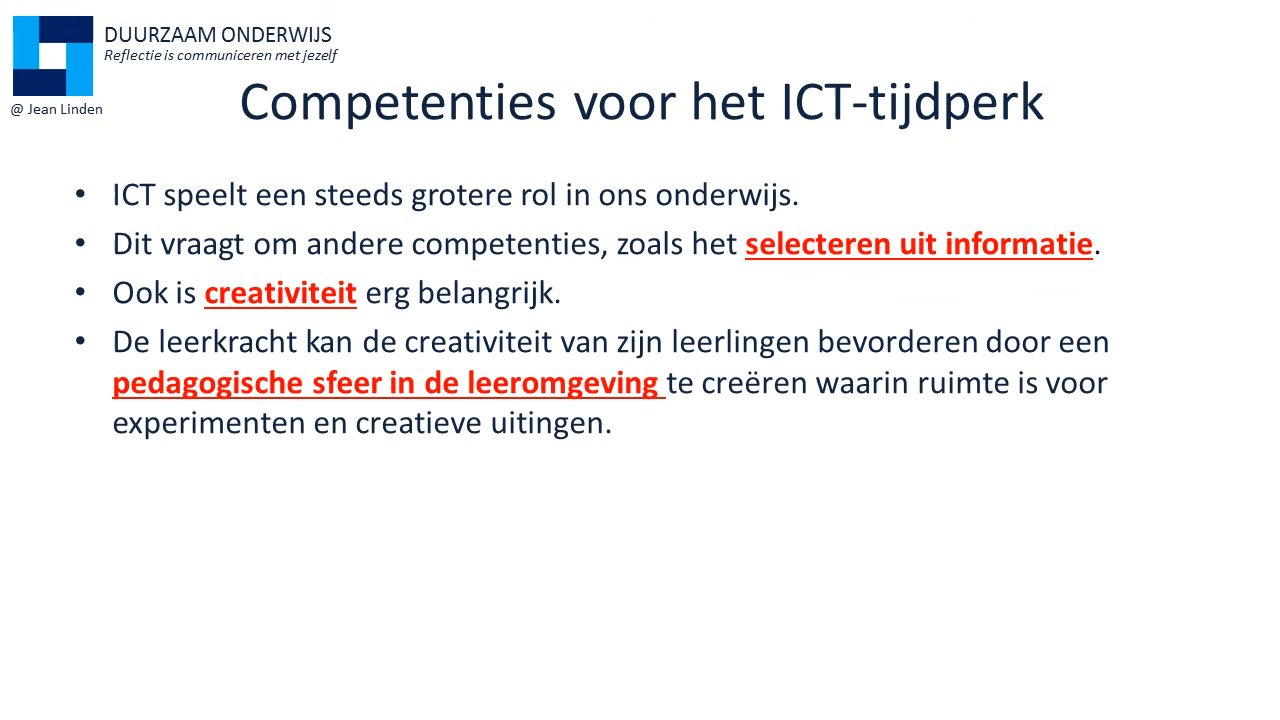 DUURZAAM ONDERWIJS
Reflectie is communiceren met jezelf
@ Jean Linden
Competenties voor het ICT-tijdperk
• ICT speelt een steeds grotere rol in ons onderwijs.
• Dit vraagt om andere competenties, zoals het selecteren uit informatie.
• Ook is creativiteit erg belangrijk.
• De leerkracht kan de creativiteit van zijn leerlingen bevorderen door een
pedagogische sfeer in de leeromgeving te creëren waarin ruimte is voor
experimenten en creatieve uitingen.